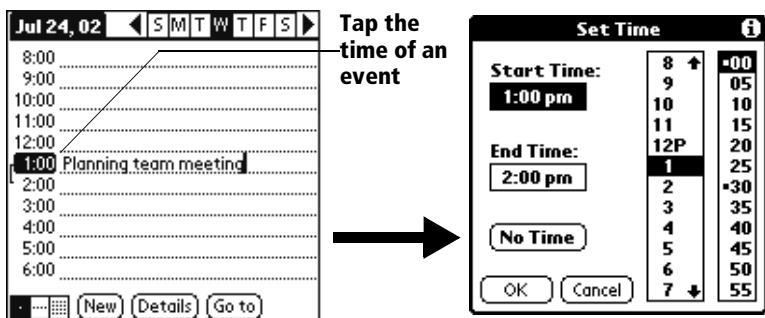 Jul 24, 02 S M T W T F S
8:00
9:00
10:00
11:00
12:00
1:00 Planning team meeting
2:00
3:00
4:00
5:00
6:00
New Details Go to
Tap the
time of an
event
Set Time i
Start Time:
1:00 pm
End Time:
2:00 pm
No Time
OK Cancel
8
9
10
11
12P
1
2
3
4
5
6
7
00
05
10
15
20
25
30
35
40
45
50
55